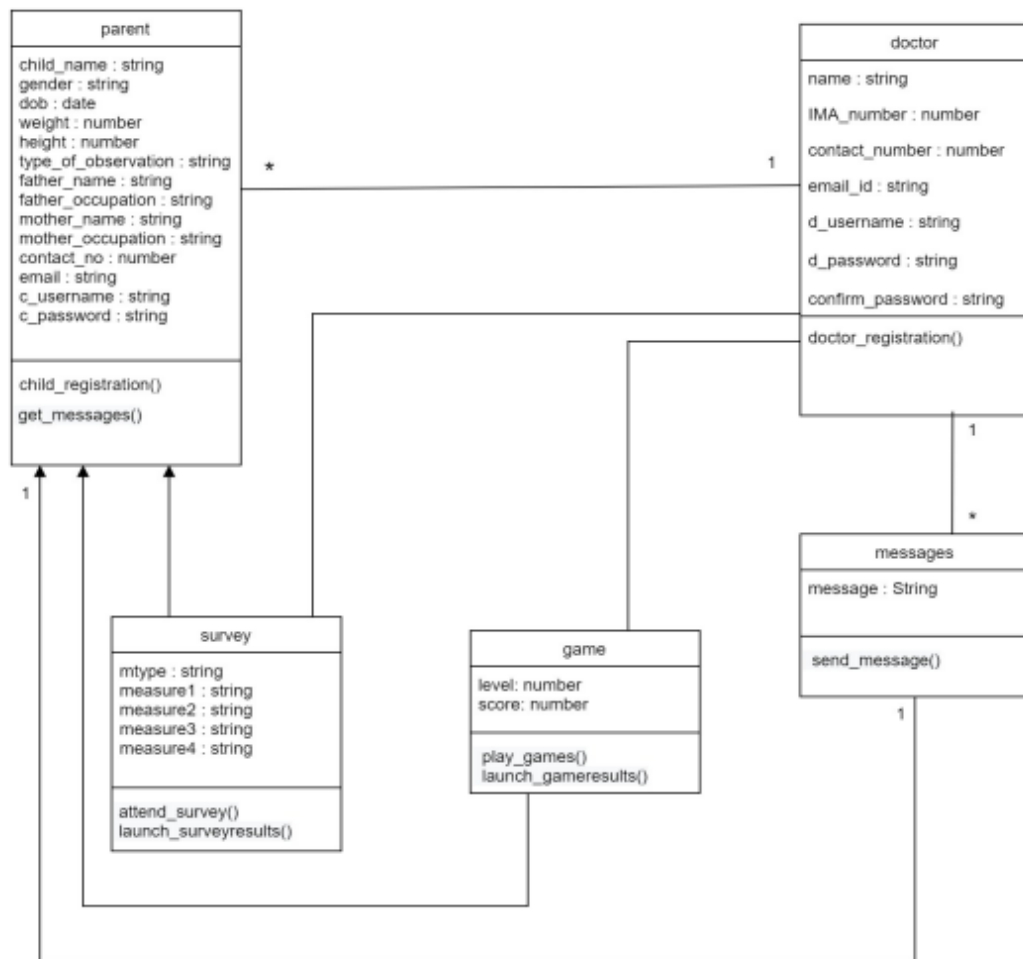 parent
child_name : string
gender : string
dob : date
weight : number
height : number
type_of_observation : string
father_name : string
father_occupation : string
mother_name : string
mother_occupation : string
contact_no : number
email : string
c_username : string
c_password : string
child_registration()
get_messages()
*
1
doctor
name : string
IMA_number : number
contact_number : number
email_id : string
d_username : string
d_password : string
confirm_password : string
doctor_registration()
1
1
*
messages
message : String
send_message()
1
survey
mtype : string
measure1 : string
measure2 : string
measure3 : string
measure4 : string
attend_survey()
launch_surveyresults()
game
level: number
score: number
play_games()
launch_gameresults()